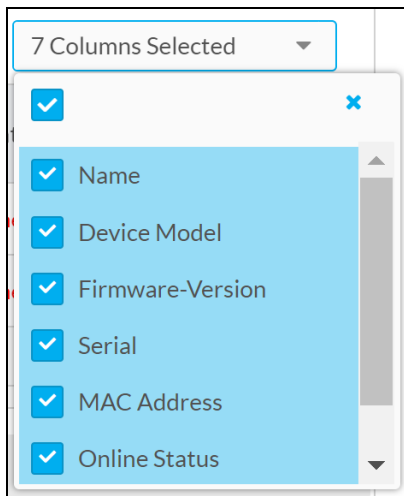 7 Columns Selected
Name
Device Model
Firmware-Version
Serial
MAC Address
Online Status